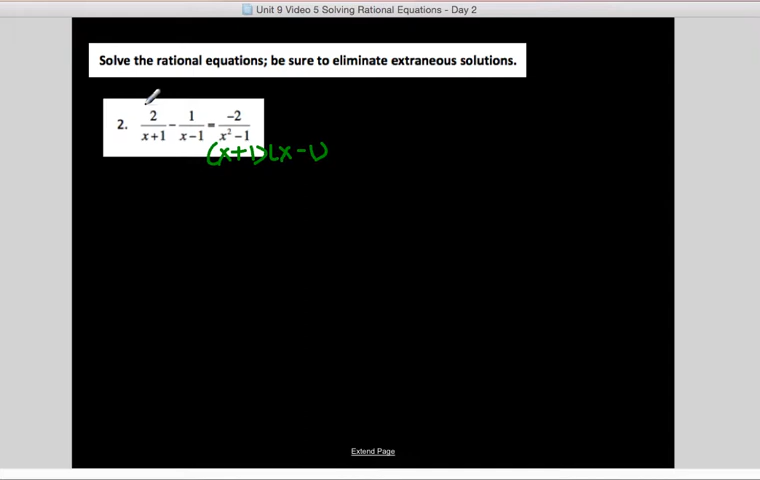 Unit 9 Video 5 Solving Rational Equations - Day 2
Solve the rational equations; be sure to eliminate extraneous solutions.
2. 2/(x+1) − 1/(x−1) = −2/(x² −1)
(x+1)(x-1)
Extend Page